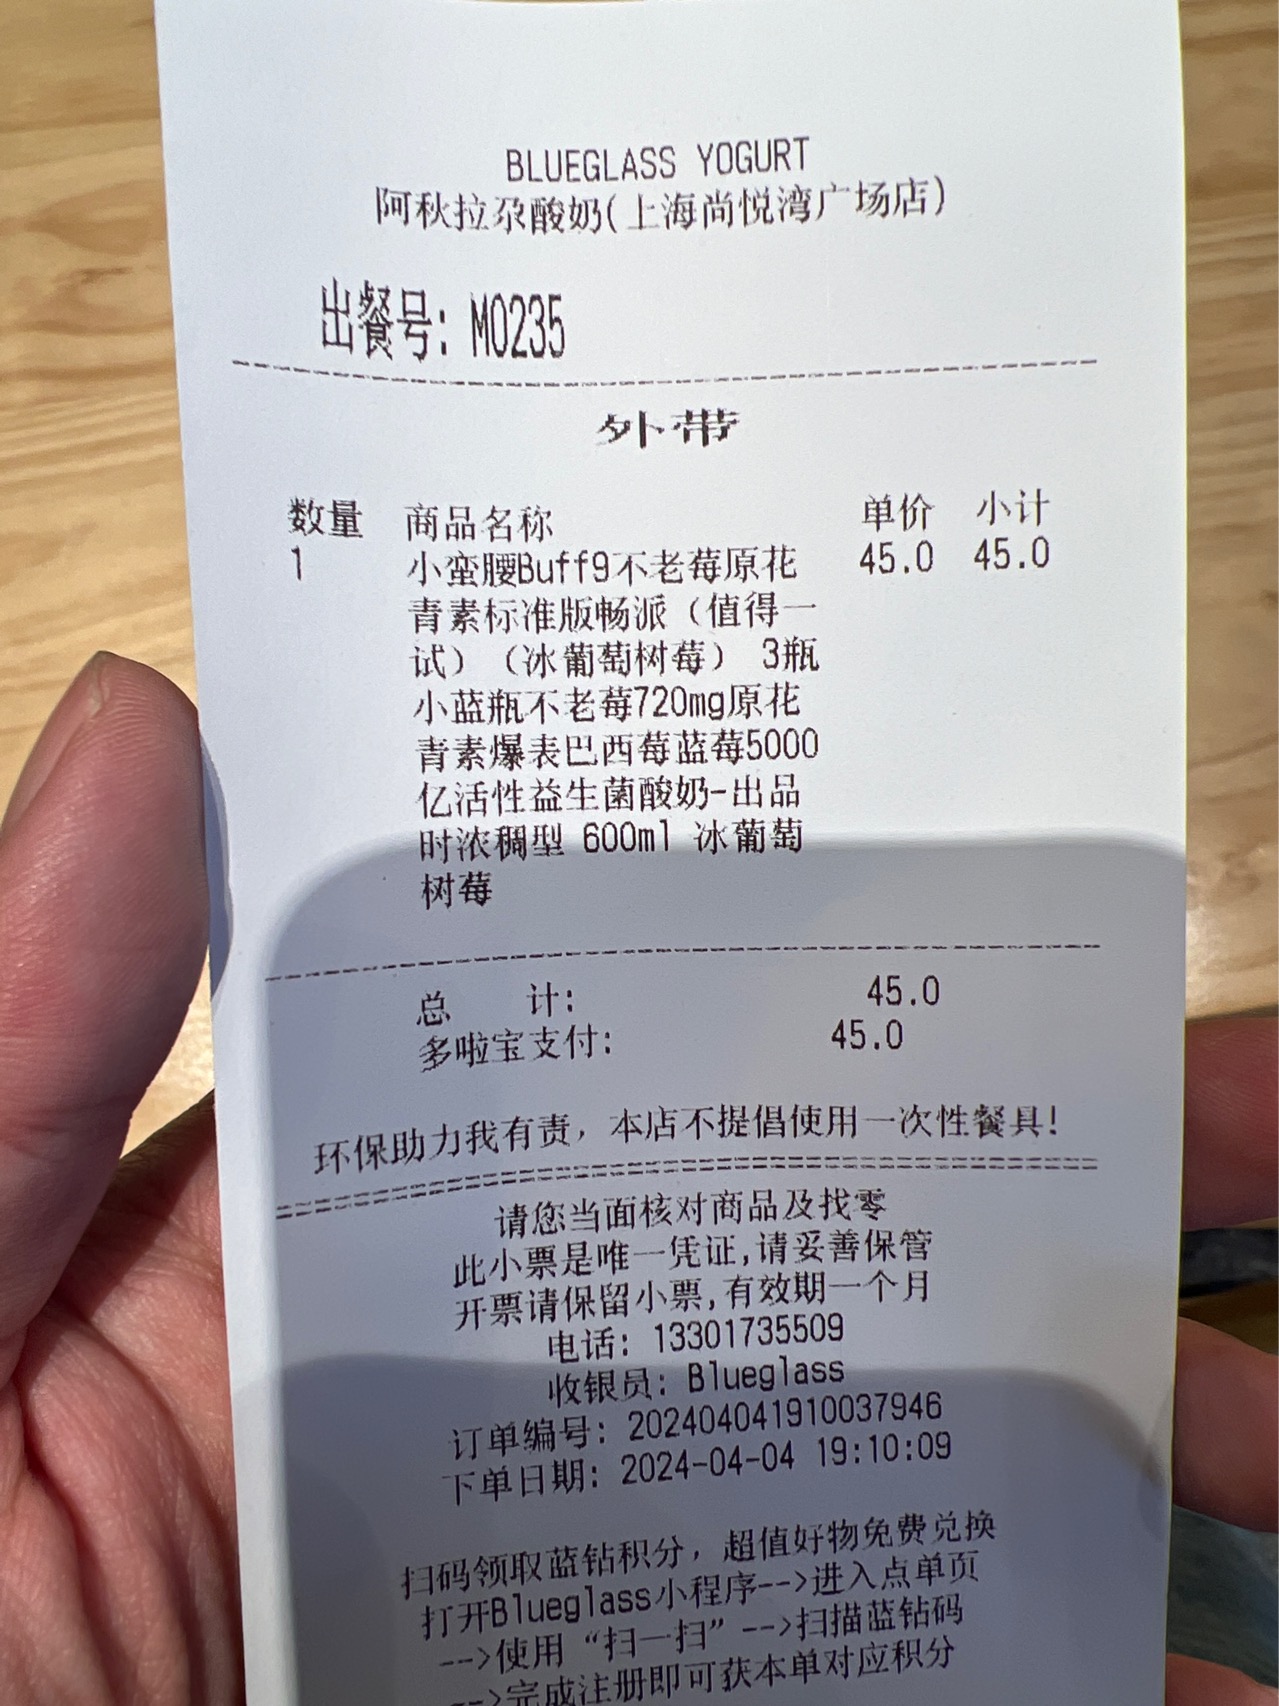 BLUEGLASS YOGURT
阿秋拉尕酸奶(上海尚悦湾广场店)
出餐号: M0235
外带
数量 商品名称 单价 小计
1 小蛮腰Buff9不老莓原花 45.0 45.0
青素标准版畅派（值得一
试）（冰葡萄树莓） 3瓶
小蓝瓶不老莓720mg原花
青素爆表巴西莓蓝莓5000
亿活性益生菌酸奶-出品
时浓稠型 600ml 冰葡萄
树莓
总 计: 45.0
多啦宝支付: 45.0
环保助力我有责，本店不提倡使用一次性餐具!
请您当面核对商品及找零
此小票是唯一凭证,请妥善保管
开票请保留小票,有效期一个月
电话: 13301735509
收银员: Blueglass
订单编号: 202404041910037946
下单日期: 2024-04-04 19:10:09
扫码领取蓝钻积分，超值好物免费兑换
打开Blueglass小程序-->进入点单页
-->使用“扫一扫”-->扫描蓝钻码
-->完成注册即可获本单对应积分